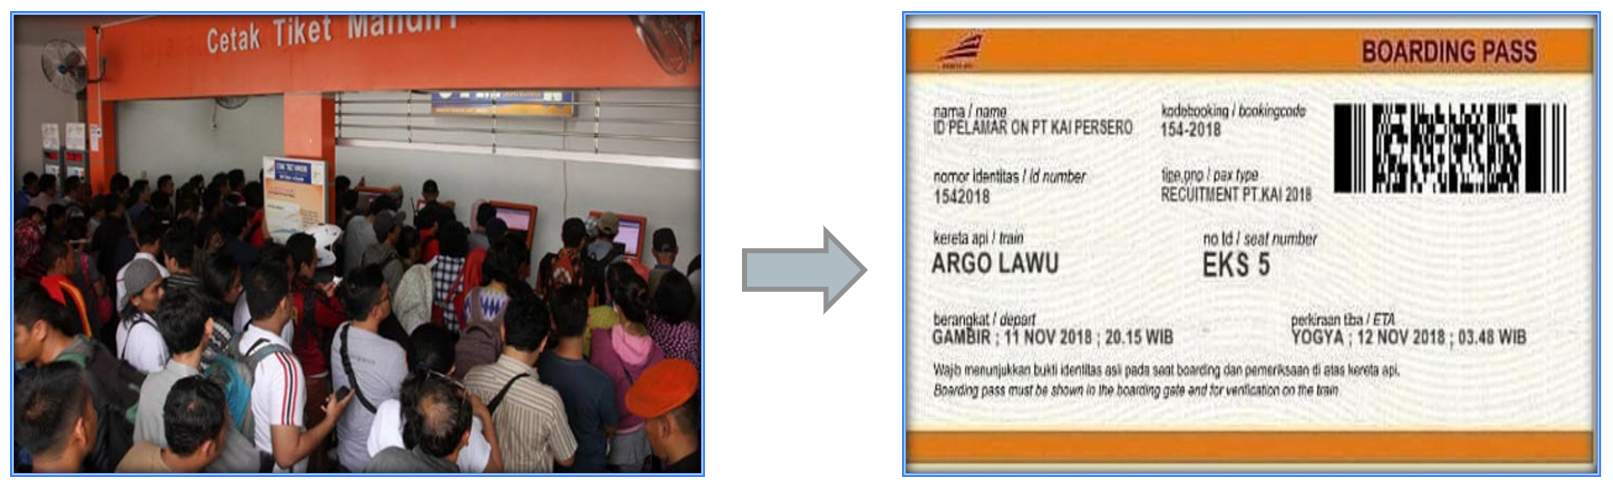 Cetak Tiket Mandiri
BOARDING PASS
nama / name
ID PELAMAR ON PT KAI PERSERO
kodebooking / bookingcode
154-2018
nomor identitas / id number
1542018
tipe.pnp / pax type
RECUITMENT PT.KAI 2018
kereta api / train
ARGO LAWU
no td / seat number
EKS 5
berangkat / depart
GAMBIR ; 11 NOV 2018 ; 20.15 WIB
perkiraan tiba / ETA
YOGYA ; 12 NOV 2018 ; 03.48 WIB
Wajib menunjukkan bukti identitas asli pada saat boarding dan pemeriksaan di atas kereta api.
Boarding pass must be shown in the boarding gate and for verification on the train